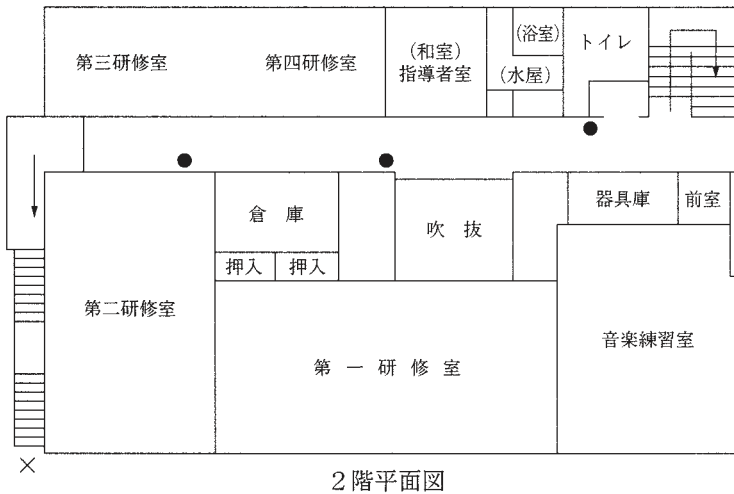 第三研修室
第四研修室
(和室)
指導者室
(浴室)
(水屋)
トイレ
倉庫
押入
押入
吹抜
器具庫
前室
第二研修室
第一研修室
音楽練習室
2階平面図